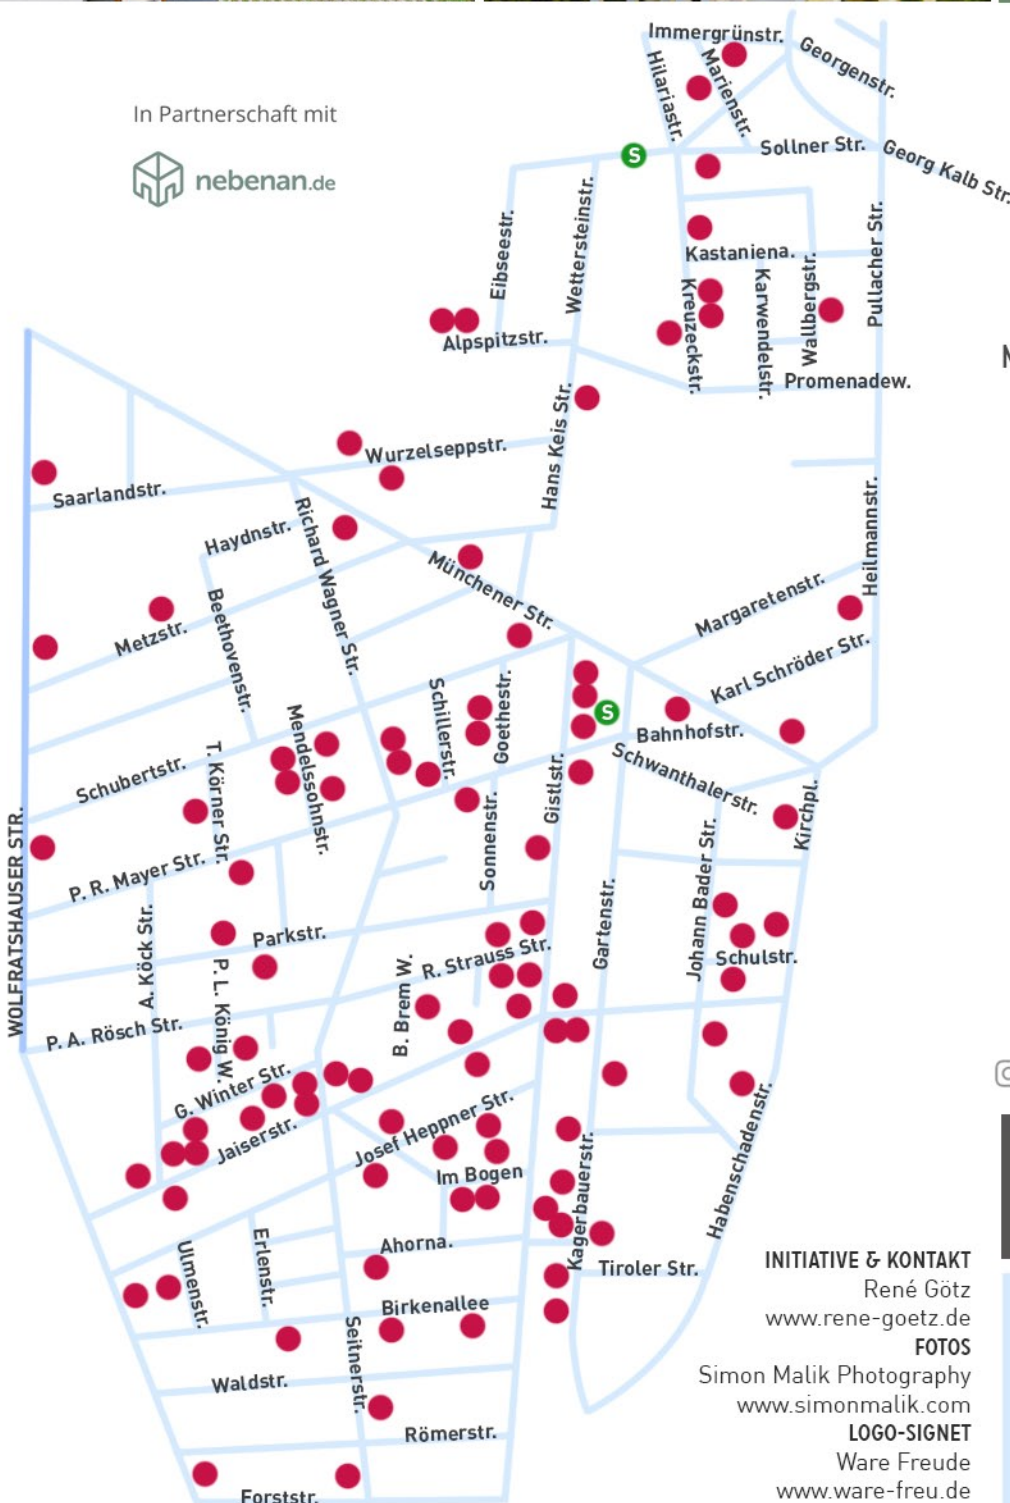 Immergrünstr.
Georgenstr.
Hilariastr.
Marienstr.
In Partnerschaft mit
nebenan.de
S
Sollner Str.
Georg Kalb Str.
Eibseestr.
Wettersteinstr.
Kastaniena.
Pullacher Str.
Kreuzeckstr.
Karwendelstr.
Wallbergstr.
Alpspitzstr.
Promenadew.
Hans Keis Str.
Wurzelseppstr.
Saarlandstr.
Haydnstr.
Richard Wagner Str.
Heilmannstr.
Münchener Str.
Margaretenstr.
Beethovenstr.
Metzstr.
Karl Schröder Str.
Schillerstr.
Goethestr.
S
Mendelssohnstr.
Bahnhofstr.
Schubertstr.
T. Körner Str.
Gistlstr.
Schwanthalerstr.
Kirchpl.
WOLFRATSHAUSER STR.
Sonnenstr.
P. R. Mayer Str.
Johann Bader Str.
Gartenstr.
A. Köck Str.
Parkstr.
R. Strauss Str.
Schulstr.
P. L. König W.
B. Brem W.
P. A. Rösch Str.
G. Winter Str.
Jaiserstr.
Josef Heppner Str.
Habenschadenstr.
Im Bogen
Kagerbauerstr.
Ahorna.
Ulmenstr.
Erlenstr.
Tiroler Str.
Birkenallee
Seitnerstr.
Waldstr.
Römerstr.
Forststr.
INITIATIVE & KONTAKT
René Götz
www.rene-goetz.de
FOTOS
Simon Malik Photography
www.simonmalik.com
LOGO-SIGNET
Ware Freude
www.ware-freu.de